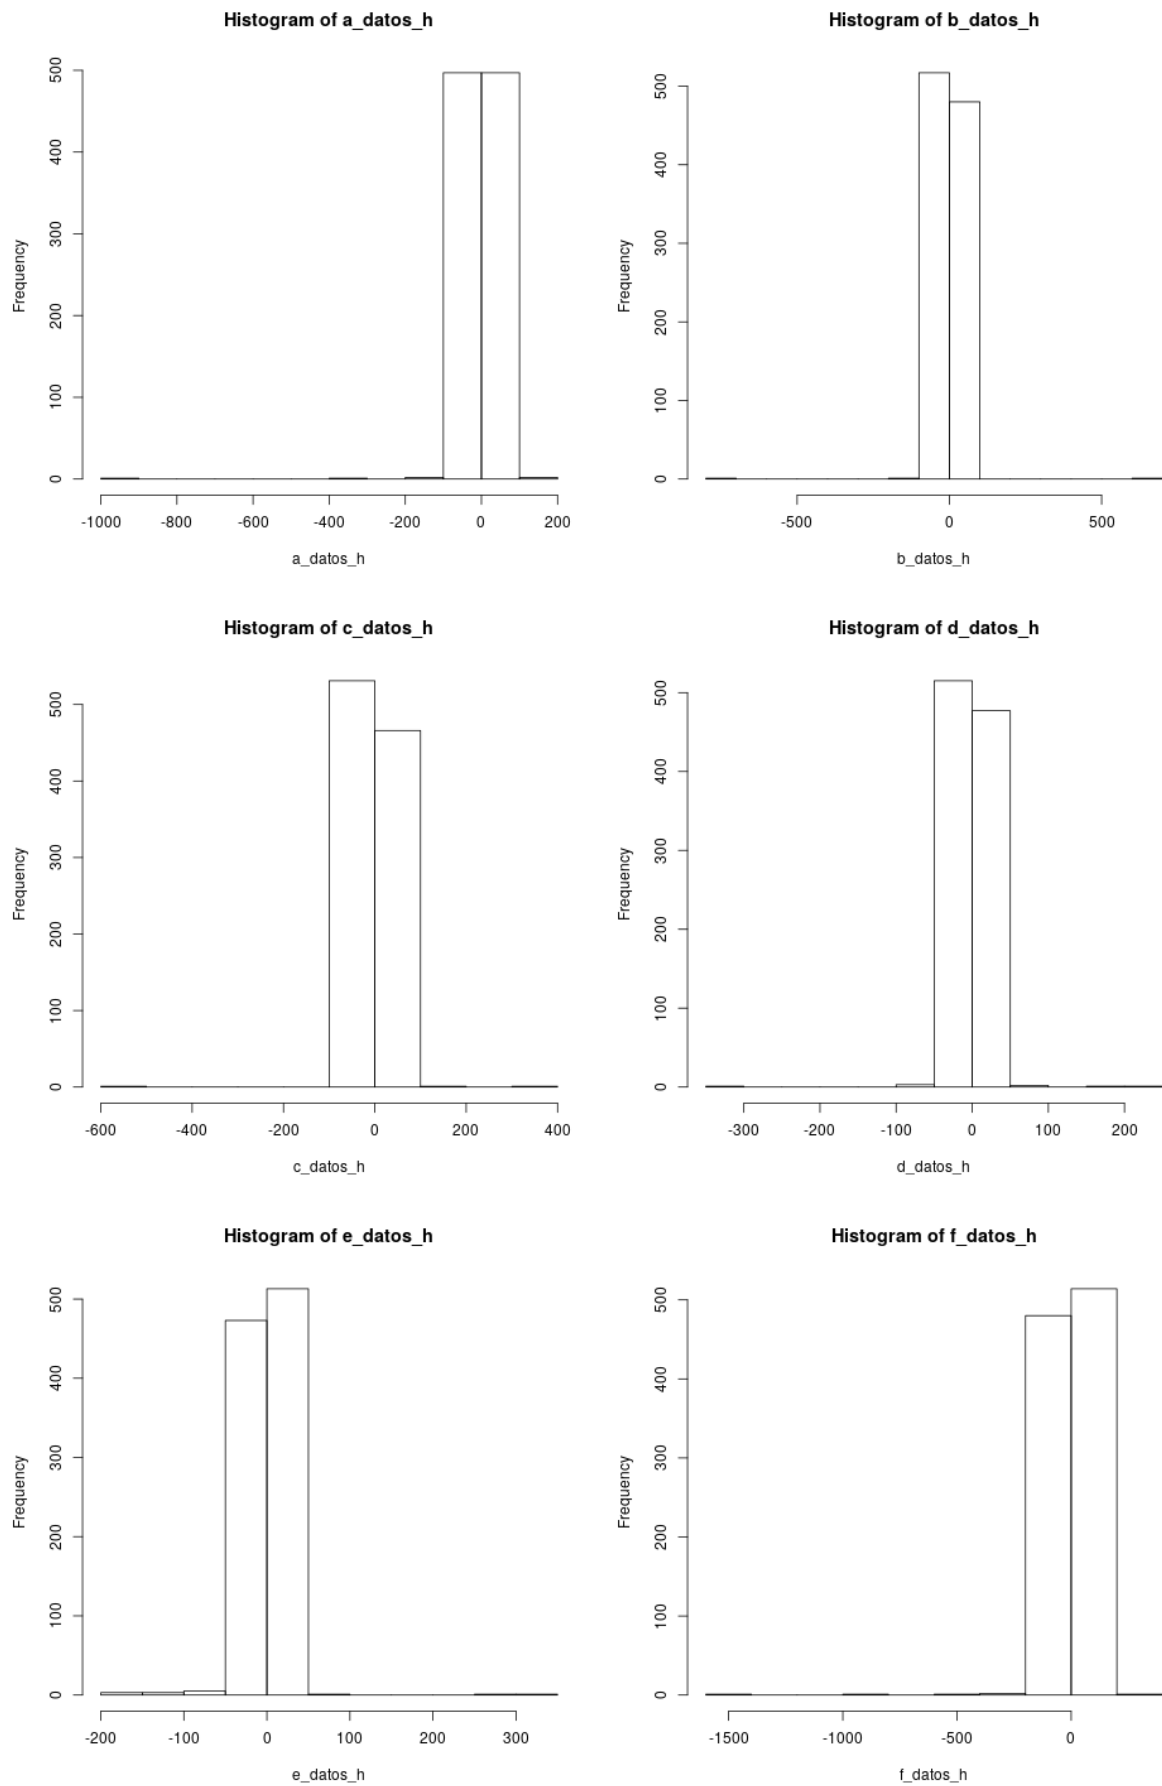 Histogram of a_datos_h
Frequency
500
400
300
200
100
0
-1000 -800 -600 -400 -200 0 200
a_datos_h
Histogram of b_datos_h
Frequency
500
400
300
200
100
0
-500 0 500
b_datos_h
Histogram of c_datos_h
Frequency
500
400
300
200
100
0
-600 -400 -200 0 200 400
c_datos_h
Histogram of d_datos_h
Frequency
500
400
300
200
100
0
-300 -200 -100 0 100 200
d_datos_h
Histogram of e_datos_h
Frequency
500
400
300
200
100
0
-200 -100 0 100 200 300
e_datos_h
Histogram of f_datos_h
Frequency
500
400
300
200
100
0
-1500 -1000 -500 0
f_datos_h